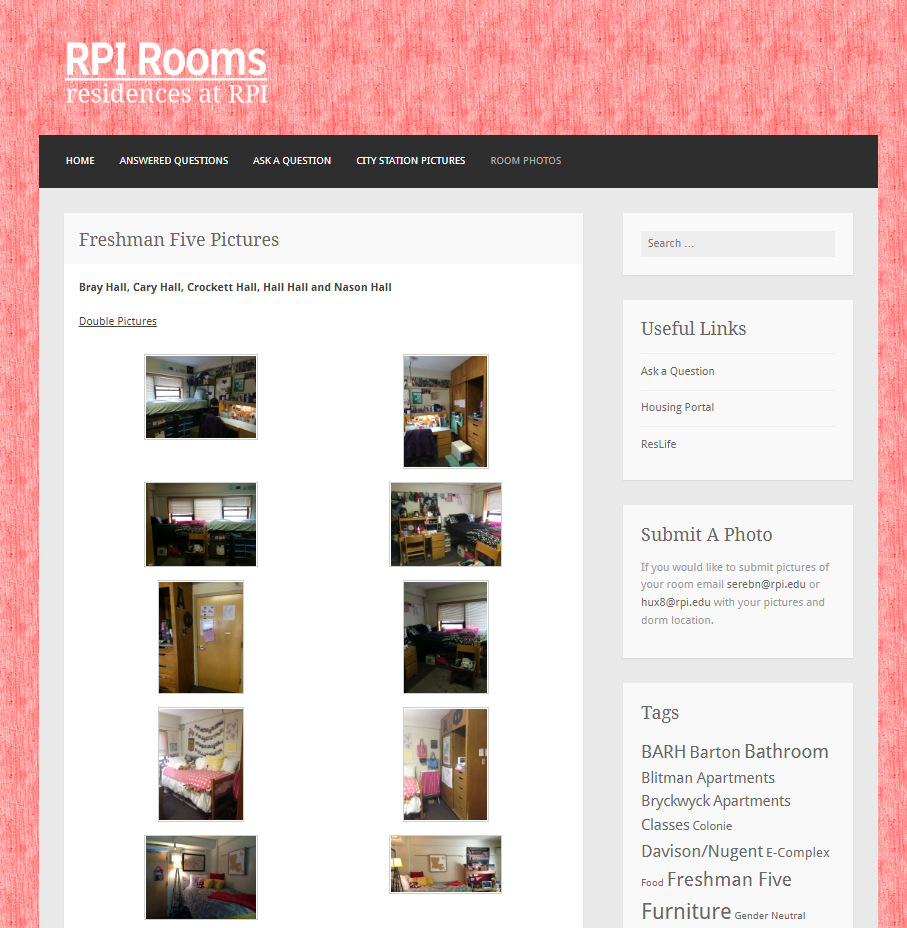 RPI Rooms
residences at RPI
HOME ANSWERED QUESTIONS ASK A QUESTION CITY STATION PICTURES ROOM PHOTOS
Freshman Five Pictures
Bray Hall, Cary Hall, Crockett Hall, Hall Hall and Nason Hall
Double Pictures
Search ...
Useful Links
Ask a Question
Housing Portal
ResLife
Submit A Photo
If you would like to submit pictures of
your room email serebn@rpi.edu or
hux8@rpi.edu with your pictures and
dorm location.
Tags
BARH Barton Bathroom
Blitman Apartments
Bryckwyck Apartments
Classes Colonie
Davison/Nugent E-Complex
Food Freshman Five
Furniture Gender Neutral